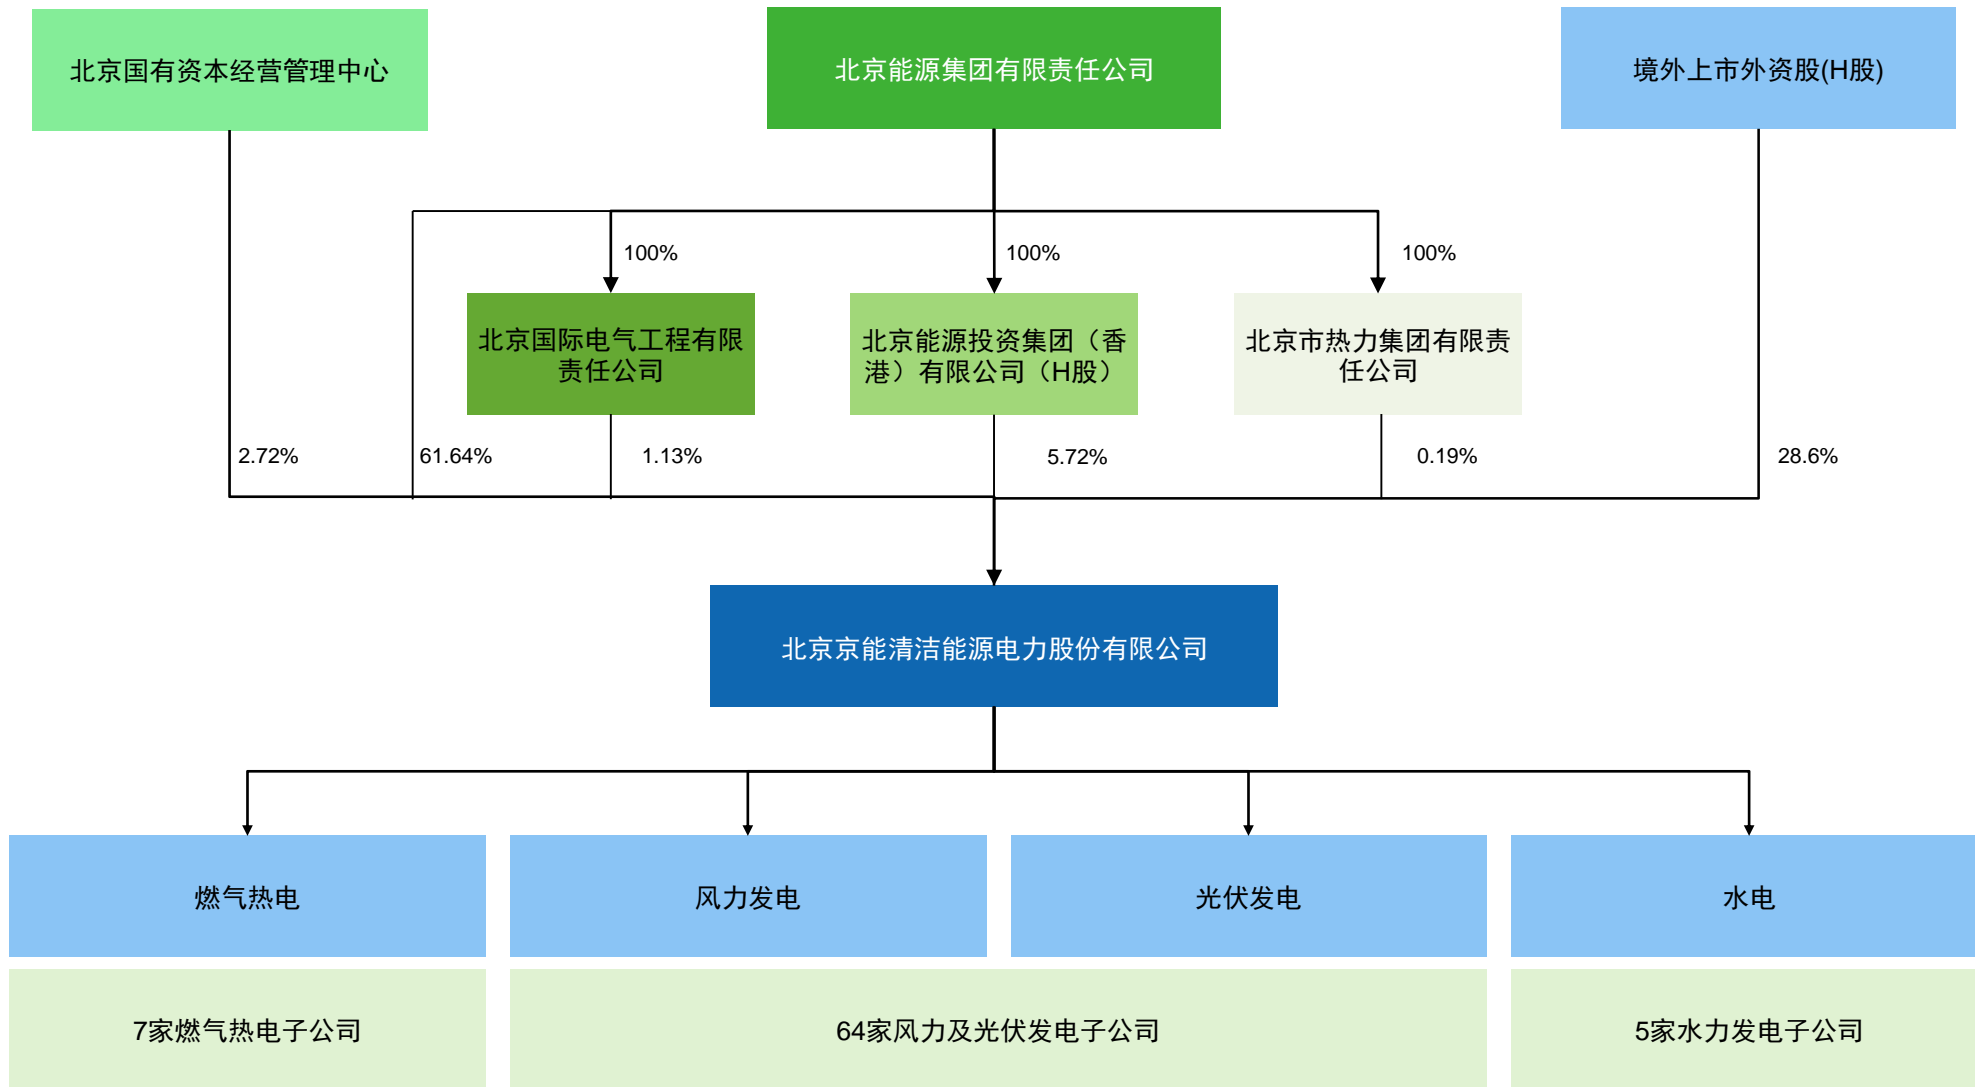 北京国有资本经营管理中心
北京能源集团有限责任公司
境外上市外资股(H股)
100%
100%
100%
北京国际电气工程有限
责任公司
北京能源投资集团（香
港）有限公司（H股）
北京市热力集团有限责
任公司
2.72%
61.64%
1.13%
5.72%
0.19%
28.6%
北京京能清洁能源电力股份有限公司
燃气热电
风力发电
光伏发电
水电
7家燃气热电子公司
64家风力及光伏发电子公司
5家水力发电子公司